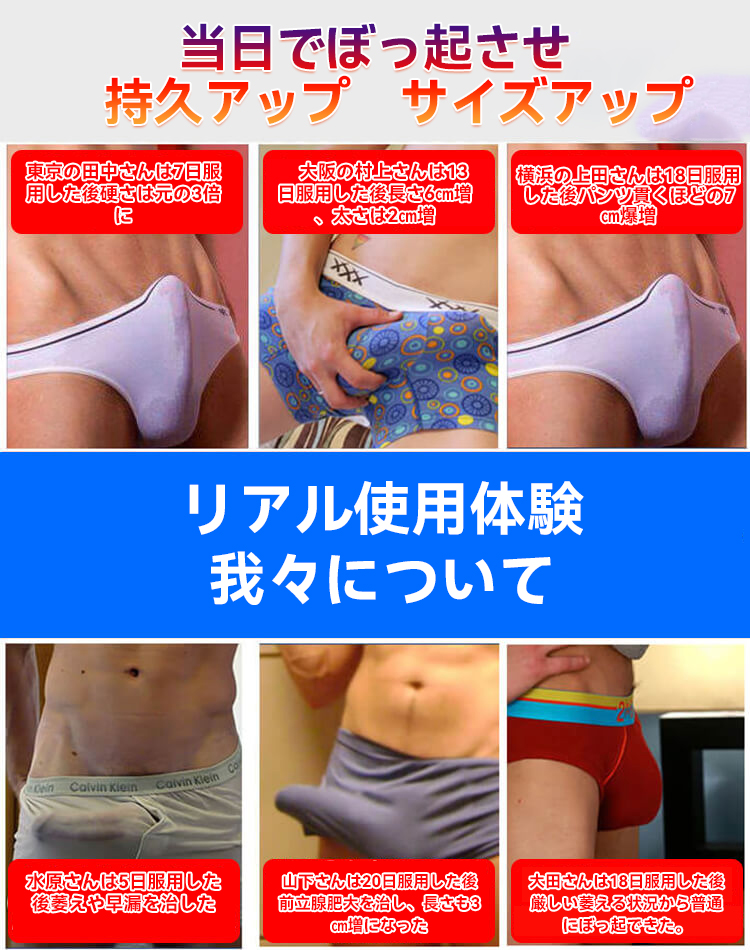 当日でぼっ起させ
持久アップ　サイズアップ
東京の田中さんは7日服
用した後硬さは元の3倍
に
大阪の村上さんは13
日服用した後長さ6㎝増
、太さは2㎝増
横浜の上田さんは18日服用
した後パンツ貫くほどの7
㎝爆増
XXX
リアル使用体験
我々について
Calvin Klein
Calvin Klein
水原さんは5日服用した
後萎えや早漏を治した
山下さんは20日服用した後
前立腺肥大を治し、長さも3
㎝増になった
大田さんは18日服用した後
厳しい萎える状況から普通
にぼっ起できた。